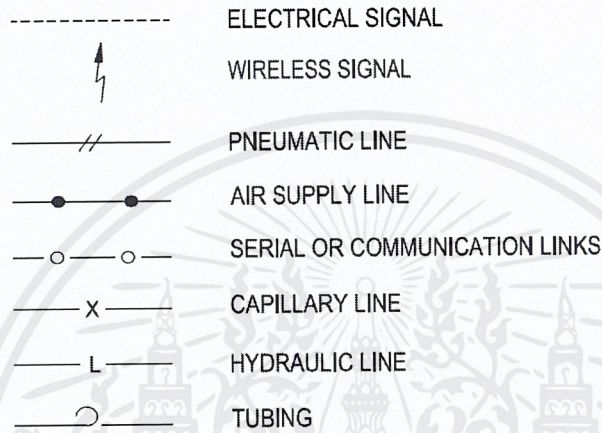 ELECTRICAL SIGNAL
WIRELESS SIGNAL
PNEUMATIC LINE
AIR SUPPLY LINE
SERIAL OR COMMUNICATION LINKS
X CAPILLARY LINE
L HYDRAULIC LINE
TUBING